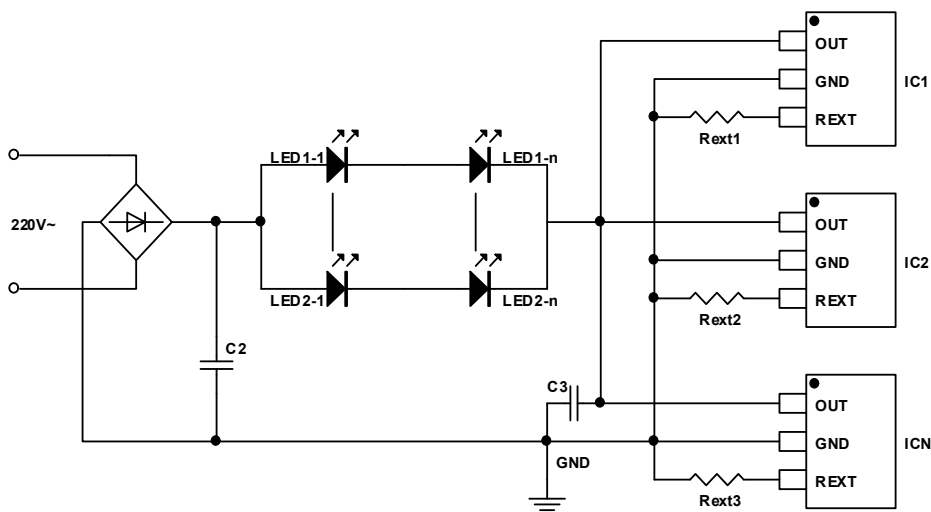 OUT
GND
REXT
IC1
Rext1
LED1-1
LED1-n
220V~
OUT
GND
REXT
IC2
Rext2
LED2-1
LED2-n
C2
C3
OUT
GND
REXT
ICN
GND
Rext3